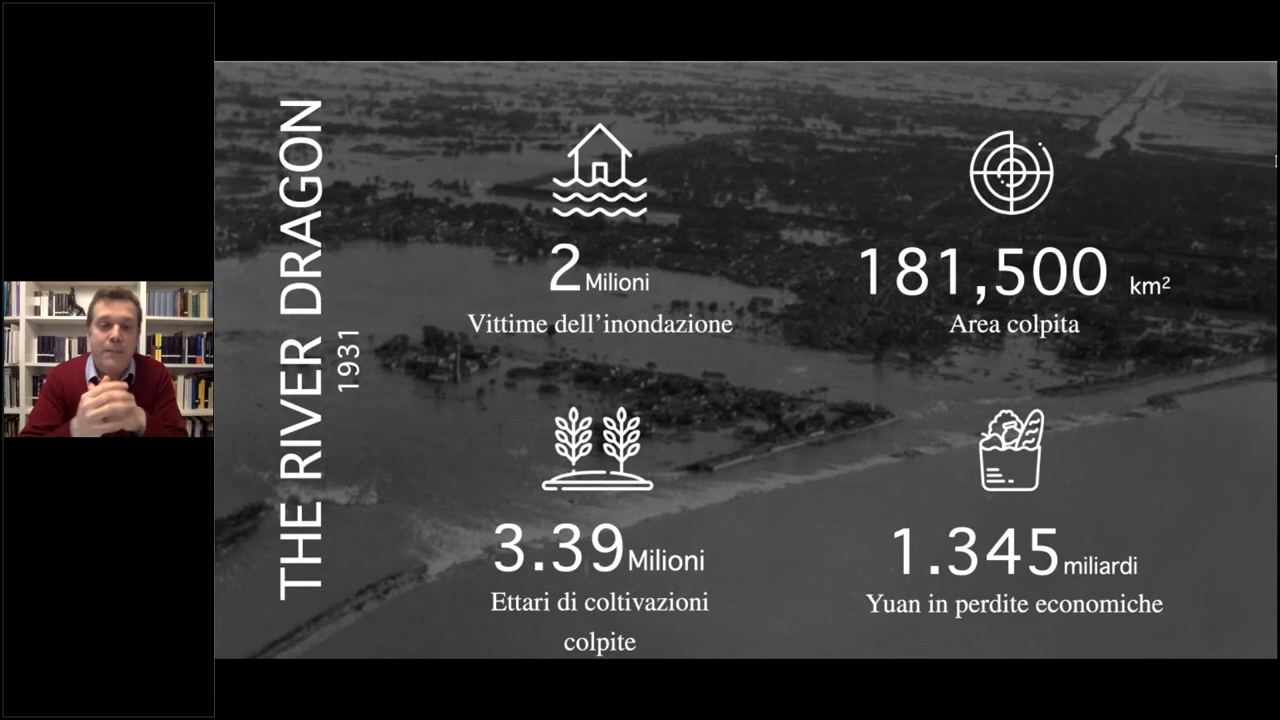 THE RIVER DRAGON
1931
2 Milioni
Vittime dell’inondazione
181,500 km²
Area colpita
3.39 Milioni
Ettari di coltivazioni
colpite
1.345 miliardi
Yuan in perdite economiche